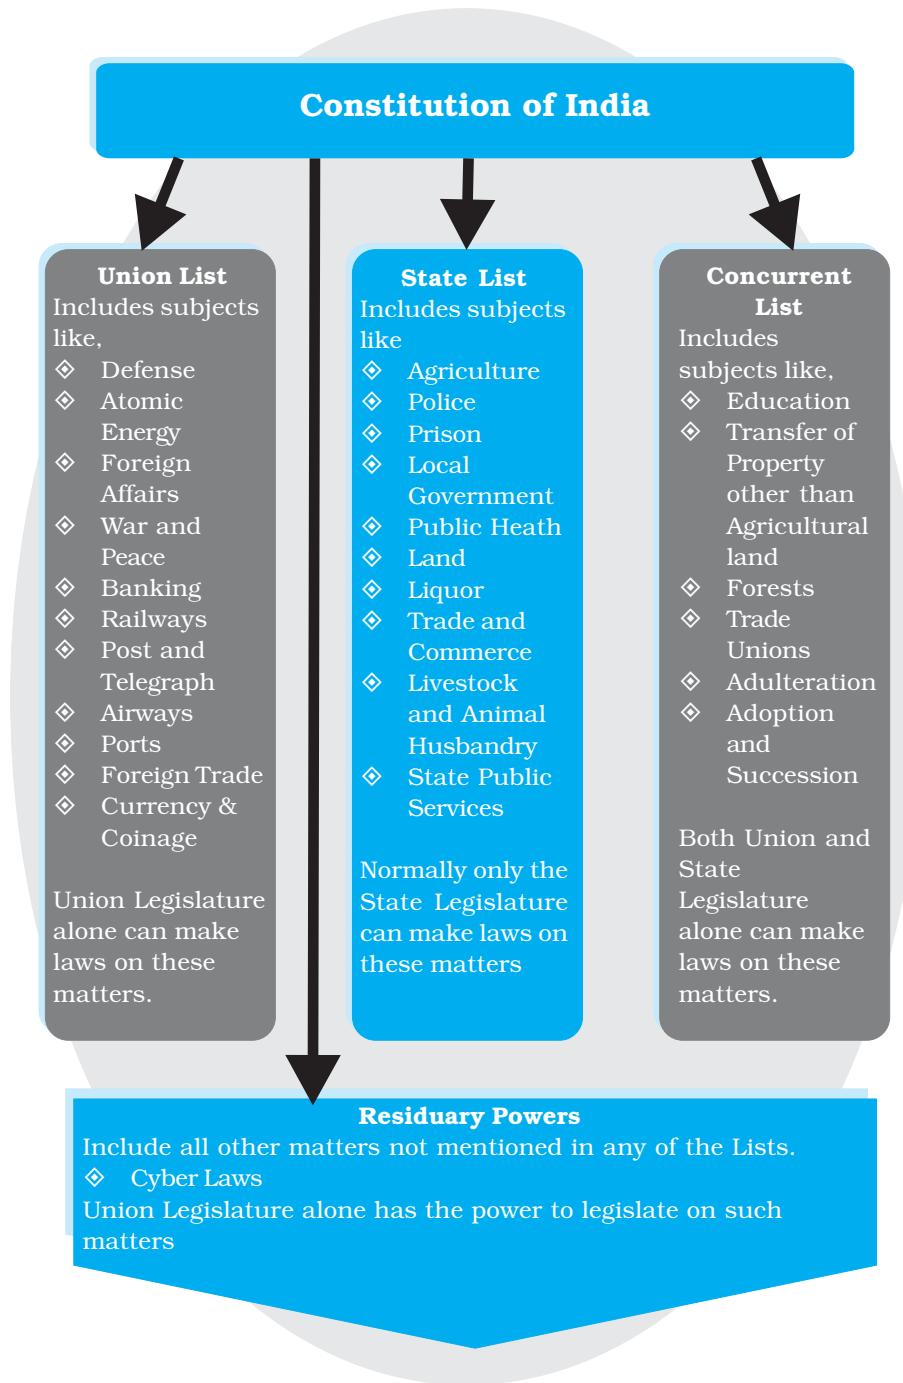 Constitution of India
Union List
Includes subjects
like,
◈ Defense
◈ Atomic
Energy
◈ Foreign
Affairs
◈ War and
Peace
◈ Banking
◈ Railways
◈ Post and
Telegraph
◈ Airways
◈ Ports
◈ Foreign Trade
◈ Currency &
Coinage
Union Legislature
alone can make
laws on these
matters.
State List
Includes subjects
like
◈ Agriculture
◈ Police
◈ Prison
◈ Local
Government
◈ Public Heath
◈ Land
◈ Liquor
◈ Trade and
Commerce
◈ Livestock
and Animal
Husbandry
◈ State Public
Services
Normally only the
State Legislature
can make laws on
these matters
Concurrent
List
Includes
subjects like,
◈ Education
◈ Transfer of
Property
other than
Agricultural
land
◈ Forests
◈ Trade
Unions
◈ Adulteration
◈ Adoption
and
Succession
Both Union and
State
Legislature
alone can make
laws on these
matters.
Residuary Powers
Include all other matters not mentioned in any of the Lists.
◈ Cyber Laws
Union Legislature alone has the power to legislate on such
matters